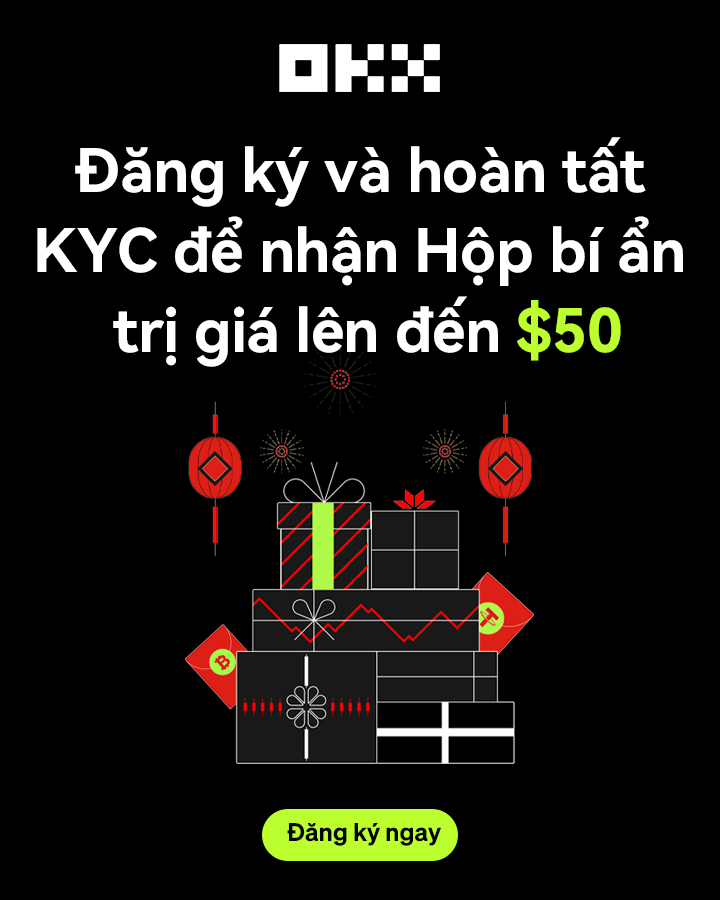 OKX
Đăng ký và hoàn tất
KYC để nhận Hộp bí ẩn
trị giá lên đến $50
Đăng ký ngay